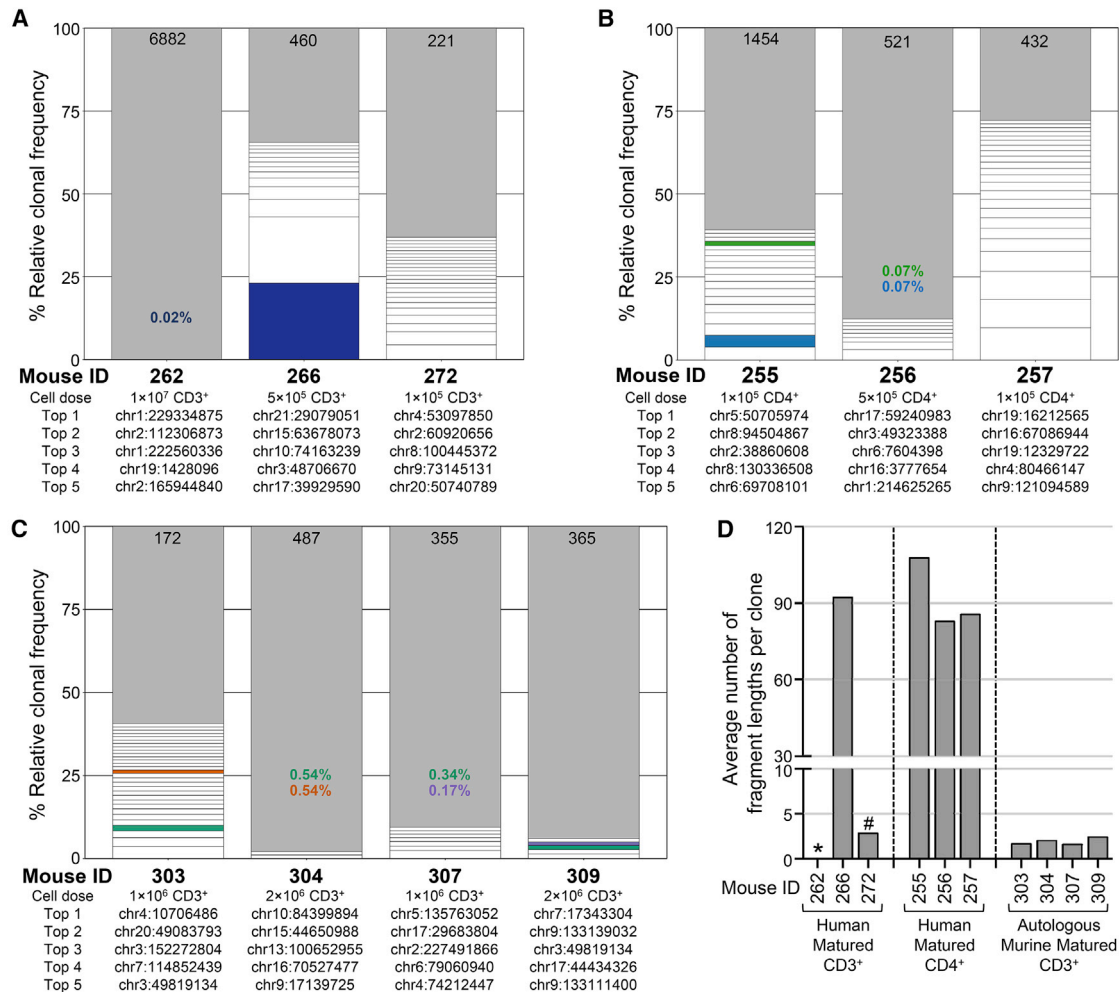 A
% Relative clonal frequency
100
75
50
25
0
6882
460
221
0.02%
Mouse ID 262 266 272
Cell dose 1×10⁷ CD3⁺ 5×10⁵ CD3⁺ 1×10⁵ CD3⁺
Top 1 chr1:229334875 chr21:29079051 chr4:53097850
Top 2 chr2:112306873 chr15:63678073 chr2:60920656
Top 3 chr1:222560336 chr10:74163239 chr8:100445372
Top 4 chr19:1428096 chr3:48706670 chr9:73145131
Top 5 chr2:165944840 chr17:39929590 chr20:50740789
B
% Relative clonal frequency
100
75
50
25
0
1454
521
432
0.07%
0.07%
Mouse ID 255 256 257
Cell dose 1×10⁵ CD4⁺ 5×10⁵ CD4⁺ 1×10⁵ CD4⁺
Top 1 chr5:50705974 chr17:59240983 chr19:16212565
Top 2 chr8:94504867 chr3:49323388 chr16:67086944
Top 3 chr2:38860608 chr6:7604398 chr19:12329722
Top 4 chr8:130336508 chr16:3777654 chr4:80466147
Top 5 chr6:69708101 chr1:214625265 chr9:121094589
C
% Relative clonal frequency
100
75
50
25
0
172
487
355
365
0.54%
0.54%
0.34%
0.17%
Mouse ID 303 304 307 309
Cell dose 1×10⁶ CD3⁺ 2×10⁶ CD3⁺ 1×10⁶ CD3⁺ 2×10⁶ CD3⁺
Top 1 chr4:10706486 chr10:84399894 chr5:135763052 chr7:17343304
Top 2 chr20:49083793 chr15:44650988 chr17:29683804 chr9:133139032
Top 3 chr3:152272804 chr13:100652955 chr2:227491866 chr3:49819134
Top 4 chr7:114852439 chr16:70527477 chr6:79060940 chr17:44434326
Top 5 chr3:49819134 chr9:17139725 chr4:74212447 chr9:133111400
D
Average number of
fragment lengths per clone
120
90
60
30
10
5
0
*
#
Mouse ID 262 266 272 255 256 257 303 304 307 309
Human
Matured
CD3⁺
Human
Matured
CD4⁺
Autologous
Murine Matured
CD3⁺